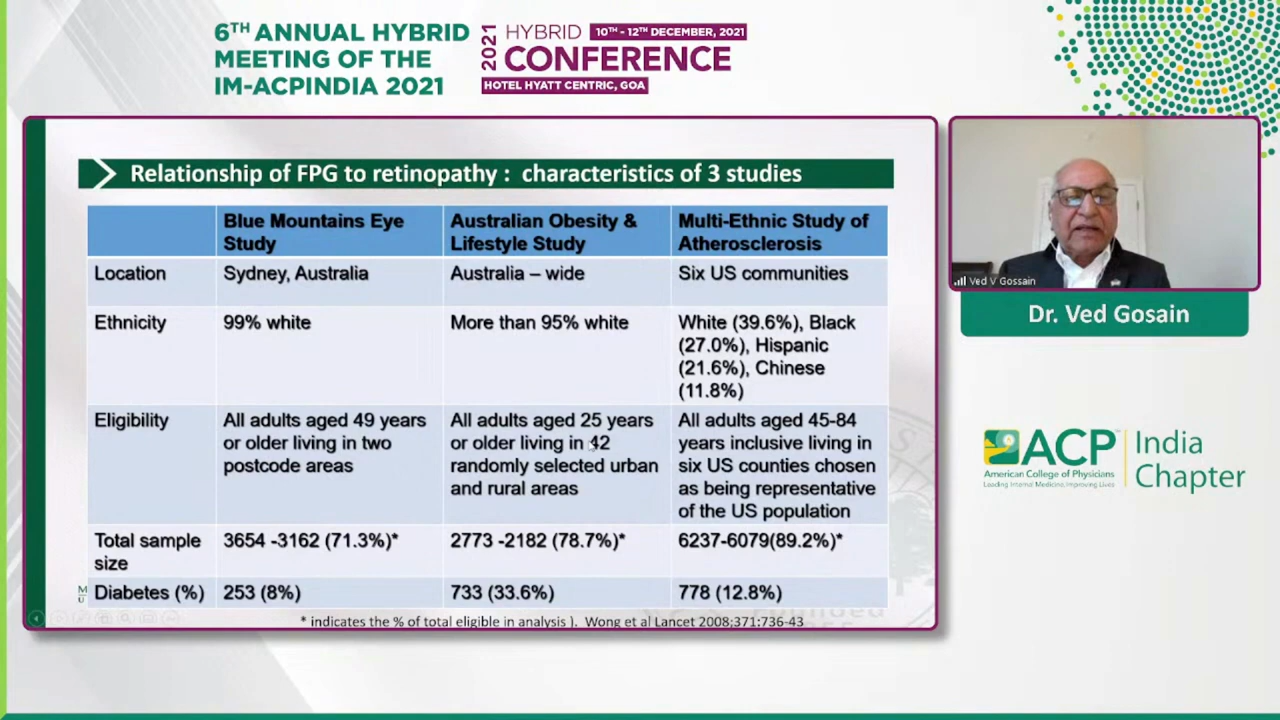 6TH ANNUAL HYBRID
MEETING OF THE
IM-ACPINDIA 2021
2021
HYBRID
10TH - 12TH DECEMBER, 2021
CONFERENCE
HOTEL HYATT CENTRIC, GOA
Relationship of FPG to retinopathy : characteristics of 3 studies
Blue Mountains Eye
Study
Australian Obesity &
Lifestyle Study
Multi-Ethnic Study of
Atherosclerosis
Location
Sydney, Australia
Australia – wide
Six US communities
Ethnicity
99% white
More than 95% white
White (39.6%), Black
(27.0%), Hispanic
(21.6%), Chinese
(11.8%)
Eligibility
All adults aged 49 years
or older living in two
postcode areas
All adults aged 25 years
or older living in 42
randomly selected urban
and rural areas
All adults aged 45-84
years inclusive living in
six US counties chosen
as being representative
of the US population
Total sample
size
3654 -3162 (71.3%)*
2773 -2182 (78.7%)*
6237-6079(89.2%)*
Diabetes (%)
253 (8%)
733 (33.6%)
778 (12.8%)
M
U
* indicates the % of total eligible in analysis ). Wong et al Lancet 2008;371:736-43
Ved V Gossain
Dr. Ved Gosain
ACP
American College of Physicians
Leading Internal Medicine, Improving Lives
India
Chapter